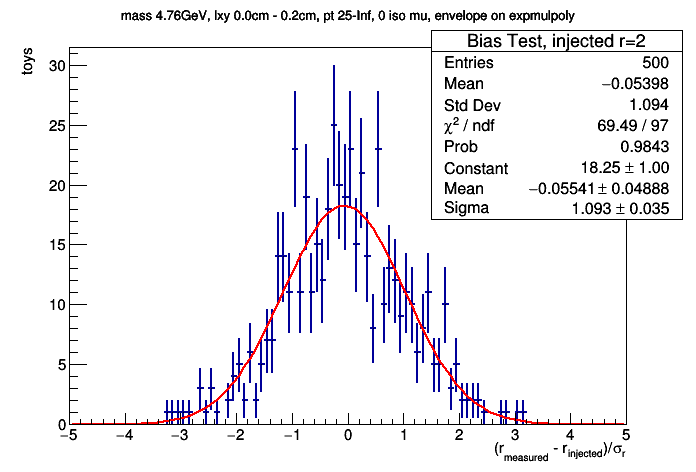 mass 4.76GeV, lxy 0.0cm - 0.2cm, pt 25-Inf, 0 iso mu, envelope on expmulpoly
Bias Test, injected r=2
Entries 500
Mean −0.05398
Std Dev 1.094
χ² / ndf 69.49 / 97
Prob 0.9843
Constant 18.25 ± 1.00
Mean −0.05541 ± 0.04888
Sigma 1.093 ± 0.035
toys
30
25
20
15
10
5
0
−5 −4 −3 −2 −1 0 1 2 3 4 5
(r_measured - r_injected)/σ_r